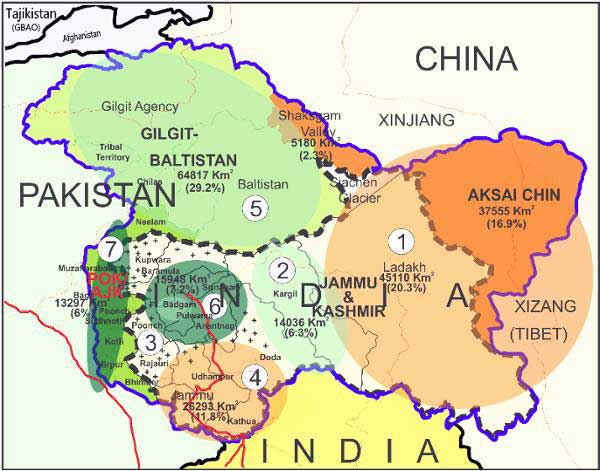 Tajikistan
(GBAO)
Afghanistan
CHINA
Gilgit Agency
Shaksgam
Valley
5180 Km²
(2.3%)
XINJIANG
GILGIT-
BALTISTAN
64817 Km²
(29.2%)
Tribal
Territory
Chilas
Baltistan
Siachen
Glacier
PAKISTAN
AKSAI CHIN
37555 Km²
(16.9%)
5
Neelam
1
Ladakh
45110 Km²
(20.3%)
7
Kupwara
Baramula
15948 Km²
(7.2%)
2
Kargil
14036 Km²
(6.3%)
JAMMU
&
KASHMIR
I N D I A
XIZANG
(TIBET)
POK/
AJK
13297 Km²
(6%)
Badgam
Pulwama
Anantnag
6
Poonch
Sudhnoti
Kotli
Mirpur
Bhimber
Poonch
3
Rajauri
Doda
4
Udhampur
Jammu
26293 Km²
(11.8%)
Kathua
INDIA